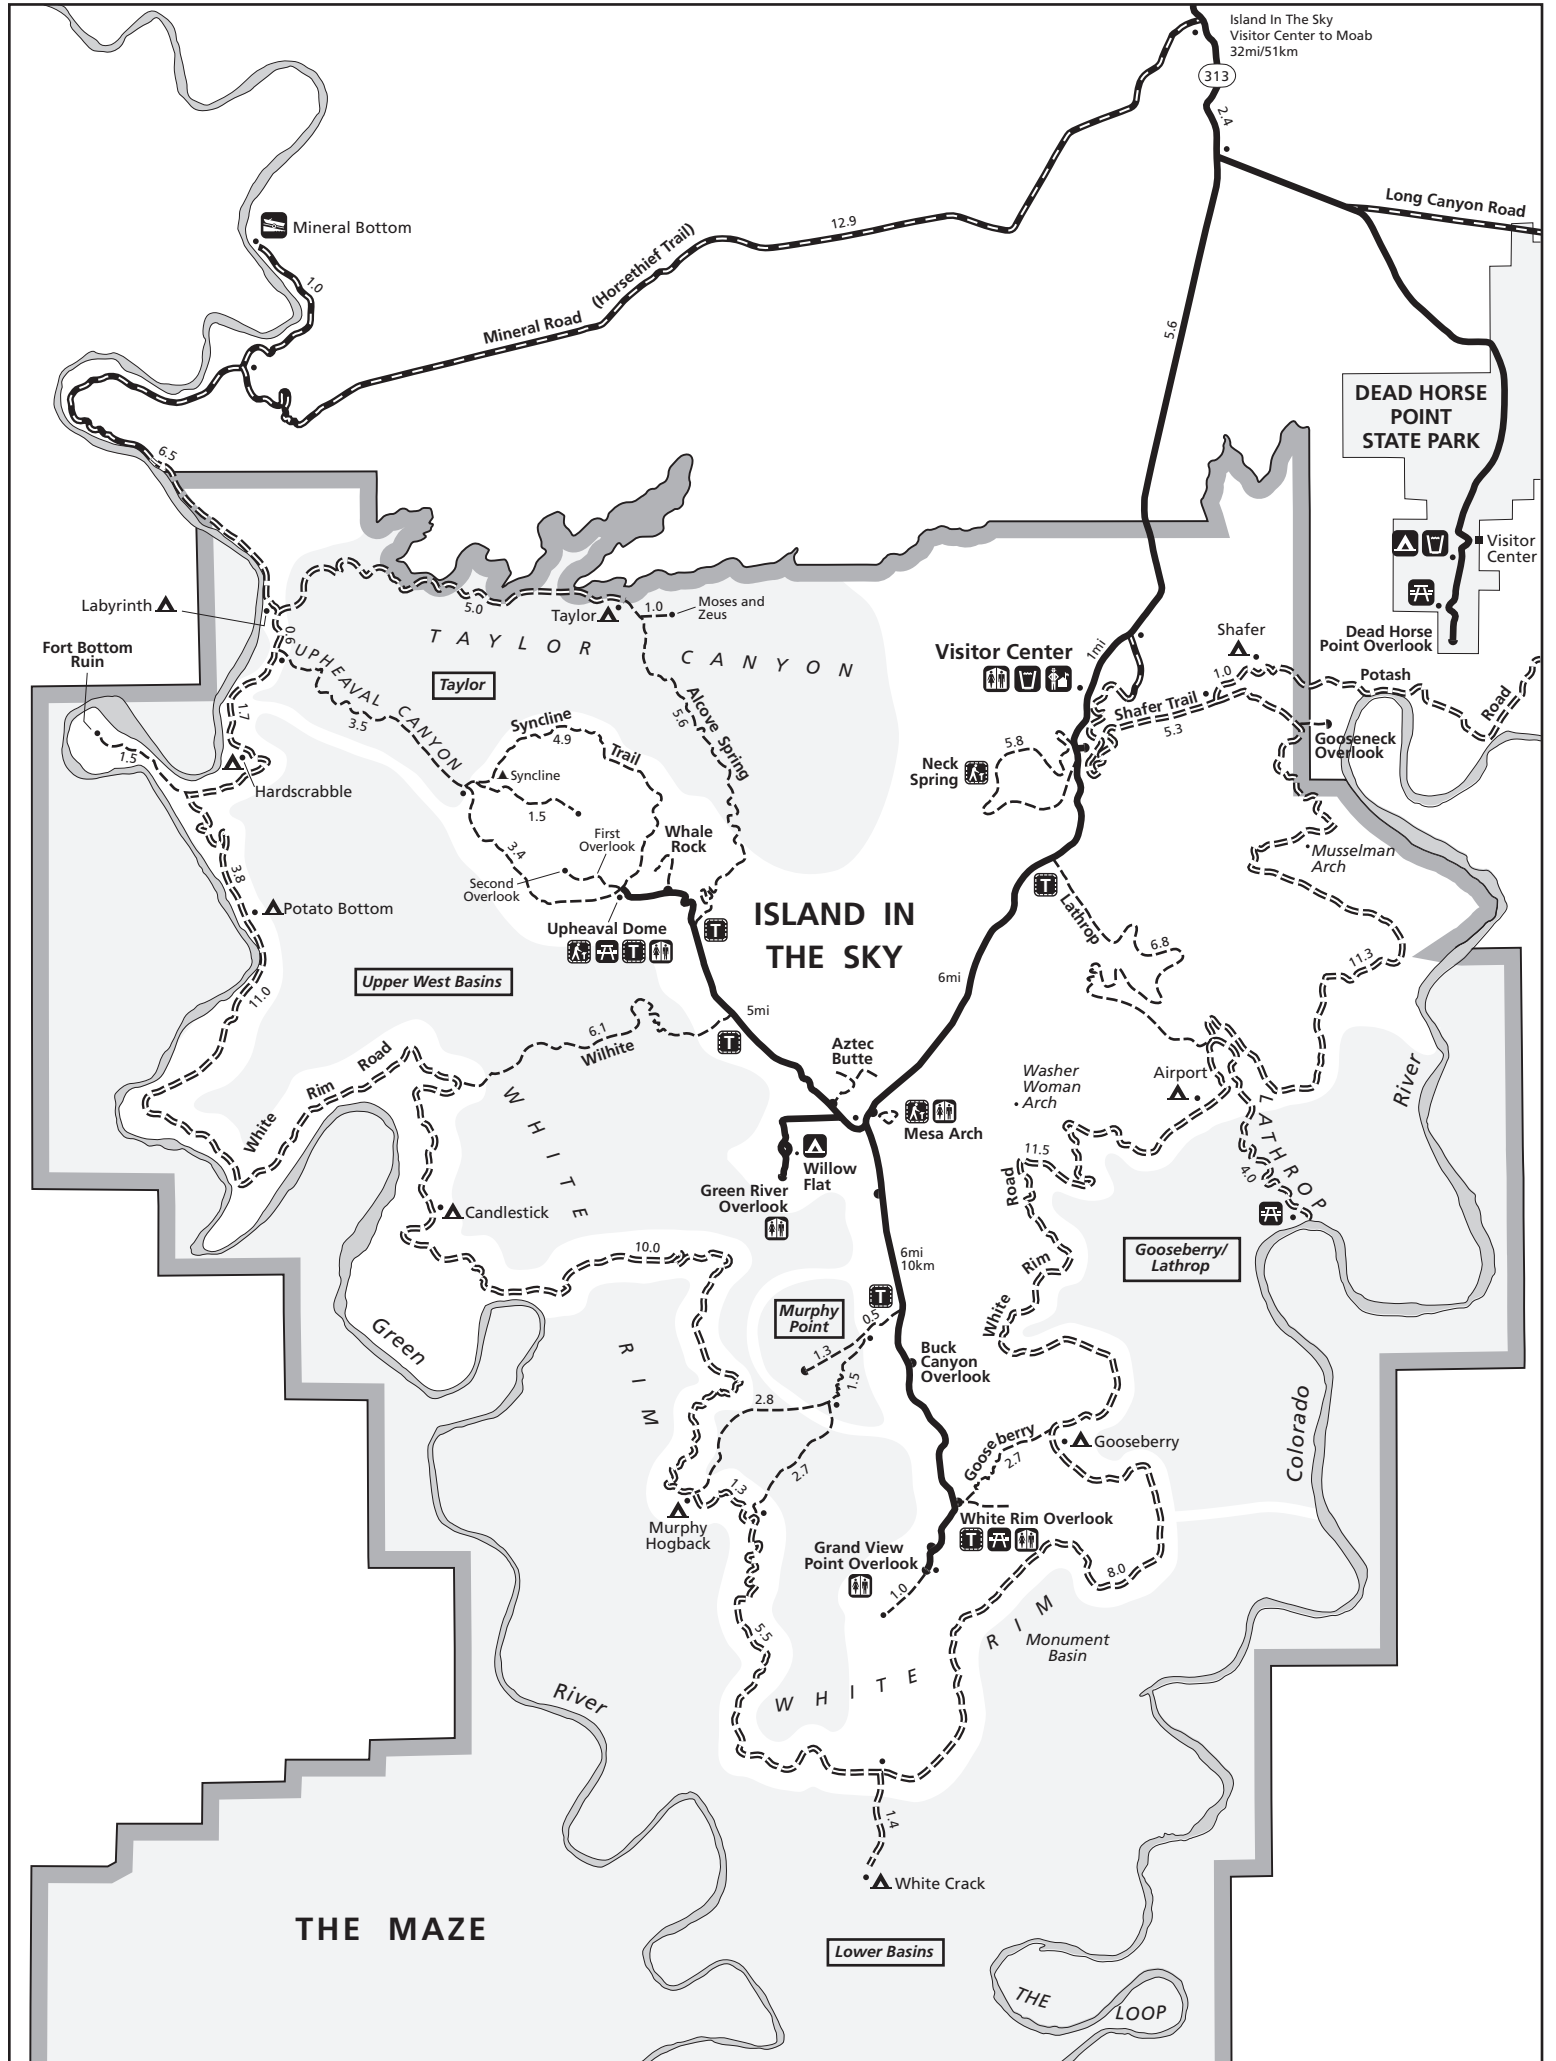 Island In The Sky
Visitor Center to Moab
32mi/51km
313
2.4
Long Canyon Road
12.9
Mineral Bottom
1.0
Mineral Road
(Horsethief Trail)
5.6
DEAD HORSE
POINT
STATE PARK
6.5
Visitor
Center
Labyrinth
5.0
Taylor
1.0
Moses and
Zeus
Dead Horse
Point Overlook
Fort Bottom
Ruin
0.6
TAYLOR
CANYON
Visitor Center
1mi
Shafer
1.0
Potash
Road
UPHEAVAL
CANYON
Taylor
Alcove Spring
5.6
Shafer Trail
5.3
Gooseneck
Overlook
1.7
3.5
Syncline
4.9
Trail
1.5
Syncline
5.8
Neck
Spring
Hardscrabble
1.5
First
Overlook
Whale
Rock
3.4
Second
Overlook
Musselman
Arch
3.8
Potato Bottom
Upheaval Dome
T
T
T
ISLAND IN
THE SKY
Lathrop
6.8
11.3
Upper West Basins
11.0
6mi
5mi
6.1
Wilhite
T
Aztec
Butte
White
Rim
Road
Washer
Woman
Arch
Airport
River
WHITE
Mesa Arch
LATHROP
4.0
11.5
Road
Rim
White
Willow
Flat
Green River
Overlook
Candlestick
10.0
6mi
10km
Gooseberry/
Lathrop
T
Murphy
Point
0.5
1.3
Green
RIM
1.5
Buck
Canyon
Overlook
2.8
Colorado
Gooseberry
2.7
Gooseberry
2.7
1.3
Murphy
Hogback
White Rim Overlook
T
Grand View
Point Overlook
1.0
8.0
5.5
RIM
Monument
Basin
WHITE
River
1.4
White Crack
THE MAZE
Lower Basins
THE
LOOP